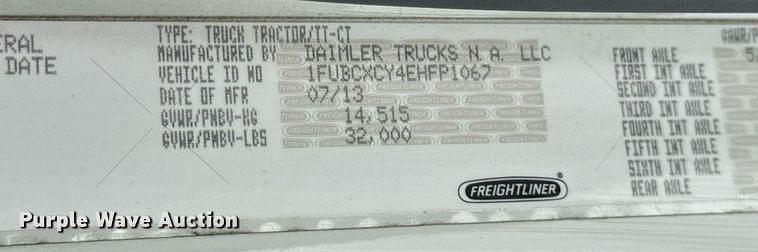 ERAL
DATE
TYPE: TRUCK TRACTOR/TT-CT
MANUFACTURED BY DAIMLER TRUCKS N.A. LLC
VEHICLE ID NO 1FUBCXCY4EHFP1067
DATE OF MFR 07/13
GVWR/PNBV-KG 14,515
GVWR/PNBV-LBS 32,000
GAWR/P
FRONT AXLE 5,
FIRST INT AXLE
SECOND INT AXLE
THIRD INT AXLE
FOURTH INT AXLE
FIFTH INT AXLE
SIXTH INT AXLE
REAR AXLE
FREIGHTLINER®
Purple Wave Auction